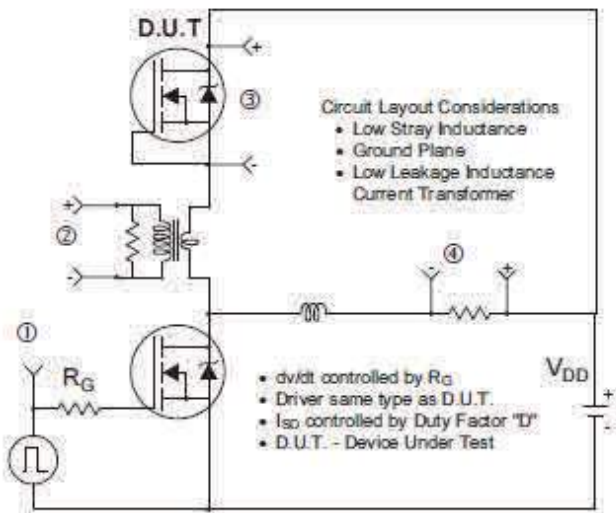 D.U.T
+
③
-
Circuit Layout Considerations
• Low Stray Inductance
• Ground Plane
• Low Leakage Inductance
Current Transformer
+
②
-
④
- +
①
RG
VDD
+
-
• dv/dt controlled by RG
• Driver same type as D.U.T.
• ISD controlled by Duty Factor "D"
• D.U.T. - Device Under Test